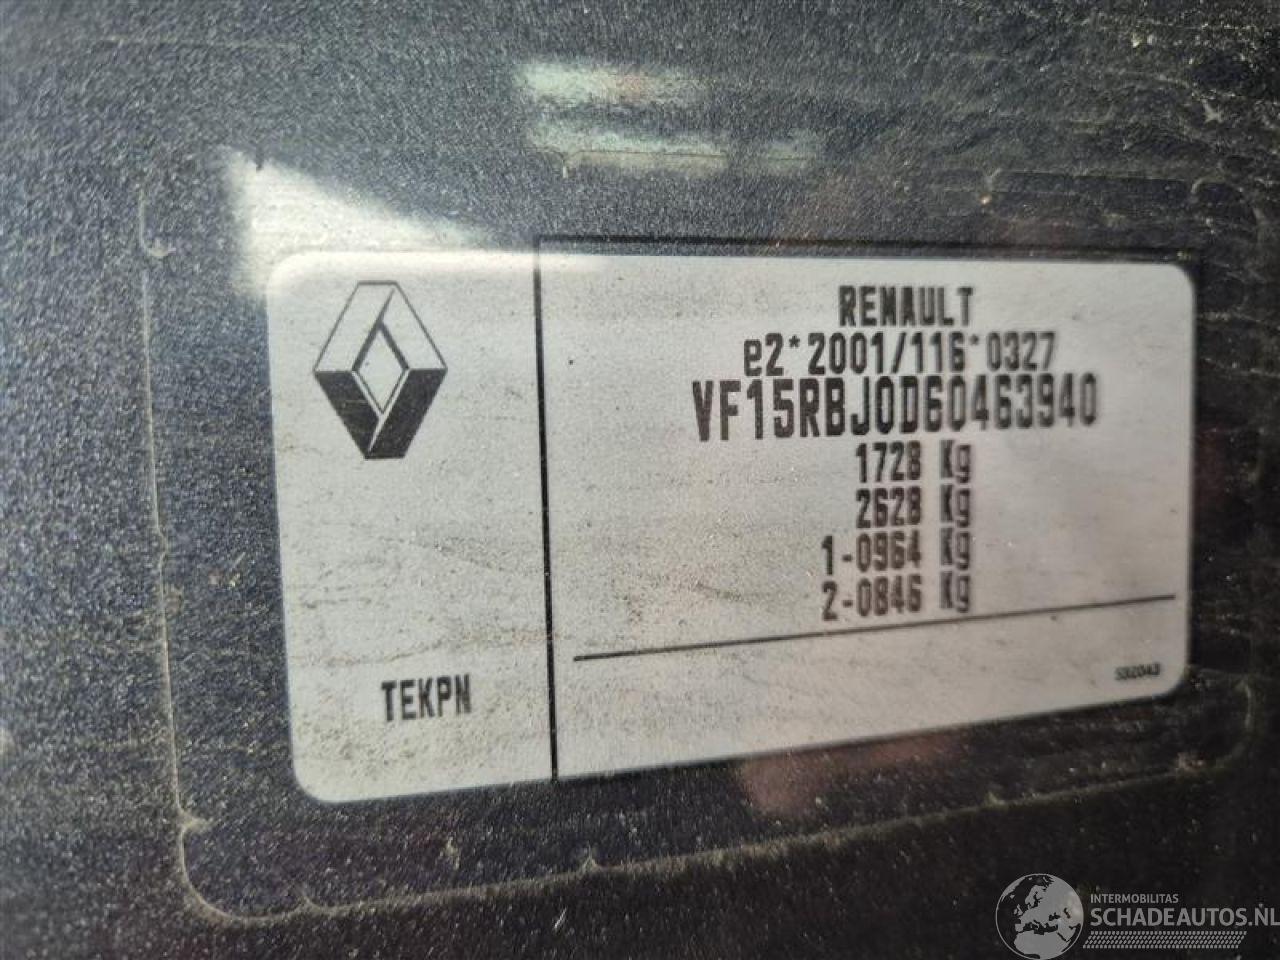 RENAULT
e2*2001/116*0327
VF15RBJ0D60463940
1728 Kg
2628 Kg
1-0964 Kg
2-0846 Kg
TEKPN
592043
INTERMOBILITAS
SCHADEAUTOS.NL